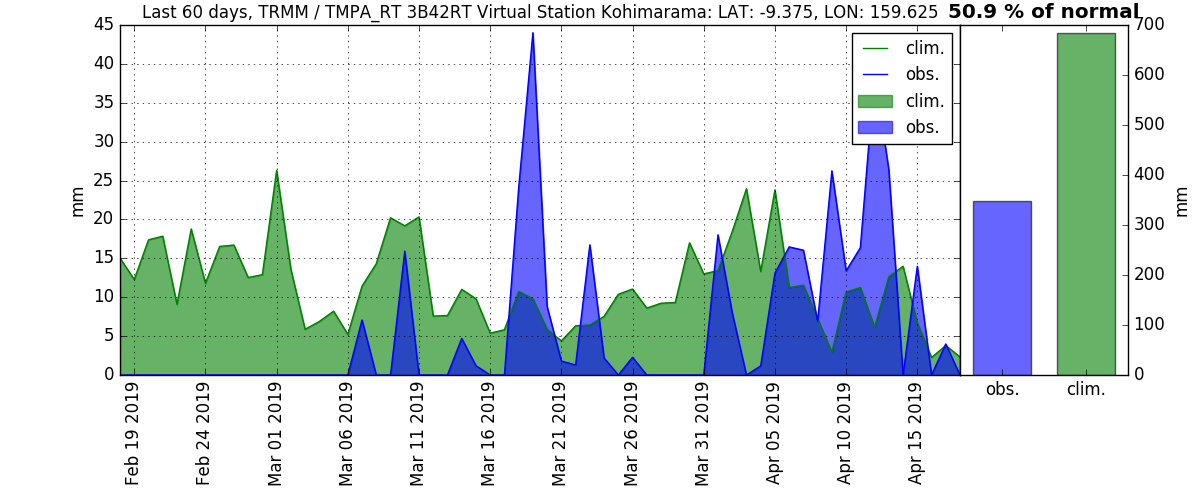 Last 60 days, TRMM / TMPA_RT 3B42RT Virtual Station Kohimarama: LAT: -9.375, LON: 159.625
50.9 % of normal
45
40
35
30
25
20
15
10
5
0
mm
clim.
obs.
clim.
obs.
700
600
500
400
300
200
100
0
mm
obs.
clim.
Feb 19 2019
Feb 24 2019
Mar 01 2019
Mar 06 2019
Mar 11 2019
Mar 16 2019
Mar 21 2019
Mar 26 2019
Mar 31 2019
Apr 05 2019
Apr 10 2019
Apr 15 2019